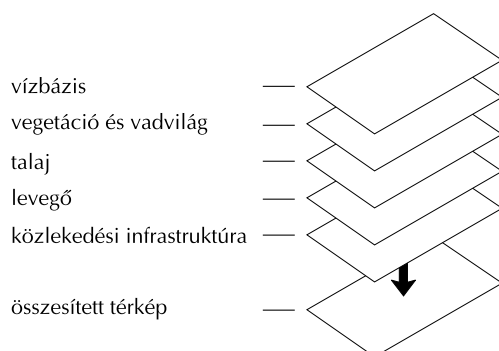 vízbázis
vegetáció és vadvilág
talaj
levegő
közlekedési infrastruktúra
összesített térkép